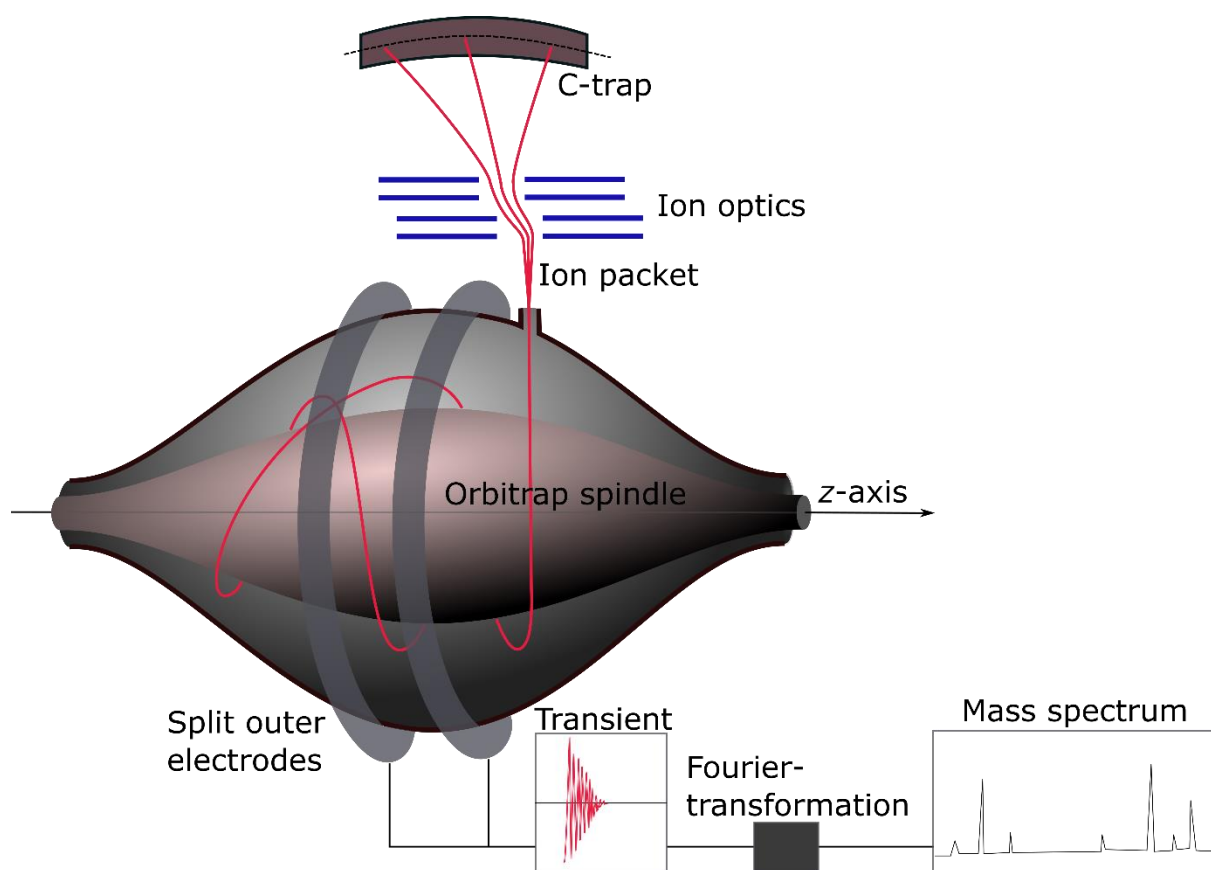 C-trap
Ion optics
Ion packet
Orbitrap spindle
z-axis
Split outer
electrodes
Transient
Fourier-
transformation
Mass spectrum